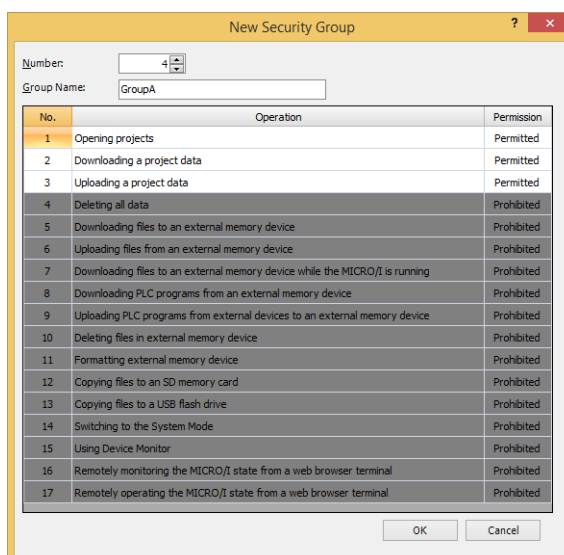 New Security Group
? ×
Number: 4
Group Name: GroupA
No. Operation Permission
1 Opening projects Permitted
2 Downloading a project data Permitted
3 Uploading a project data Permitted
4 Deleting all data Prohibited
5 Downloading files to an external memory device Prohibited
6 Uploading files from an external memory device Prohibited
7 Downloading files to an external memory device while the MICRO/I is running Prohibited
8 Downloading PLC programs from an external memory device Prohibited
9 Uploading PLC programs from external devices to an external memory device Prohibited
10 Deleting files in external memory device Prohibited
11 Formatting external memory device Prohibited
12 Copying files to an SD memory card Prohibited
13 Copying files to a USB flash drive Prohibited
14 Switching to the System Mode Prohibited
15 Using Device Monitor Prohibited
16 Remotely monitoring the MICRO/I state from a web browser terminal Prohibited
17 Remotely operating the MICRO/I state from a web browser terminal Prohibited
OK Cancel